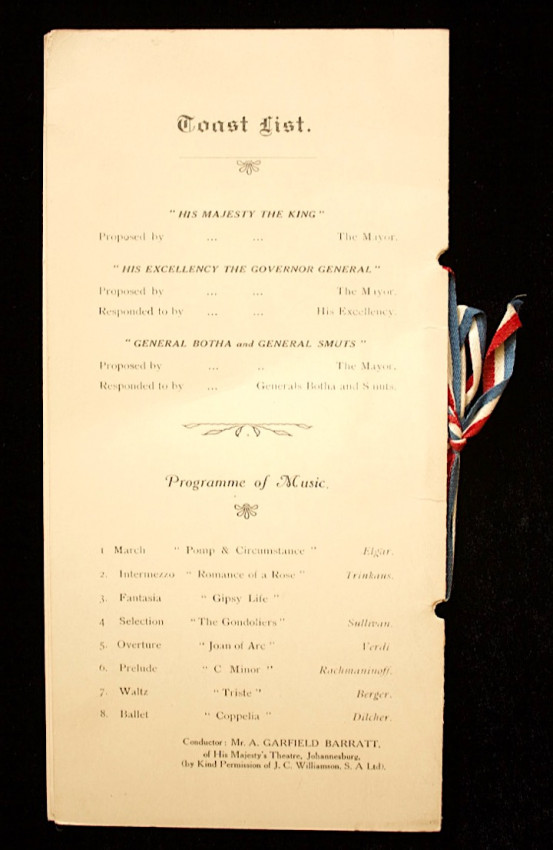 Toast List.
" HIS MAJESTY THE KING "
Proposed by ... ... The Mayor.
" HIS EXCELLENCY THE GOVERNOR GENERAL "
Proposed by ... ... The Mayor.
Responded to by ... ... His Excellency.
" GENERAL BOTHA and GENERAL SMUTS "
Proposed by ... .. The Mayor.
Responded to by ... Generals Botha and Smuts.
Programme of Music.
1 March " Pomp & Circumstance " Elgar.
2. Intermezzo " Romance of a Rose " Trinkaus.
3. Fantasia " Gipsy Life "
4 Selection " The Gondoliers " Sullivan.
5. Overture " Joan of Arc " Verdi
6. Prelude " C Minor " Rachmaninoff.
7. Waltz " Triste " Berger.
8. Ballet " Coppelia " Dilcher.
Conductor : Mr. A. GARFIELD BARRATT,
of His Majesty's Theatre, Johannesburg,
(by Kind Permission of J. C. Williamson, S. A Ltd).